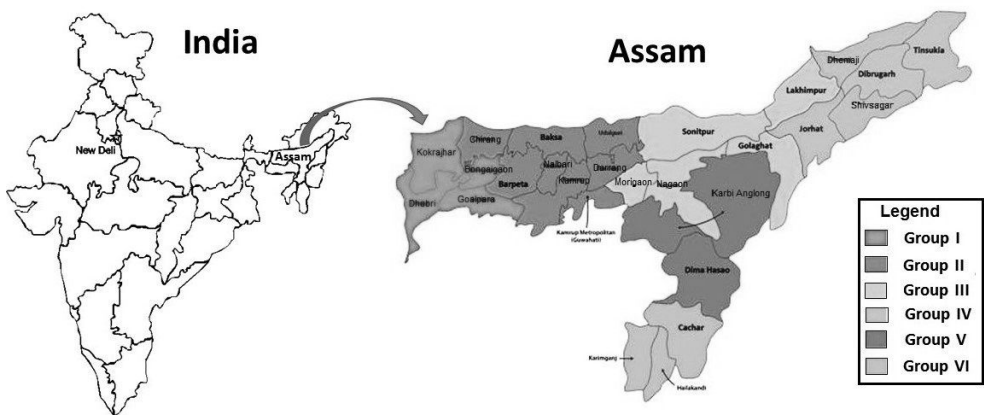 India
New Deli
Assam
Assam
Kokrajhar
Chirang
Bongaigaon
Dhubri
Goalpara
Barpeta
Baksa
Nalbari
Kamrup
Udalguri
Darrang
Kamrup Metropolitan
(Guwahati)
Sonitpur
Morigaon
Nagaon
Golaghat
Karbi Anglong
Lakhimpur
Dhemaji
Tinsukia
Dibrugarh
Shivsagar
Jorhat
Dima Hasao
Cachar
Karimganj
Hailakandi
Legend
Group I
Group II
Group III
Group IV
Group V
Group VI